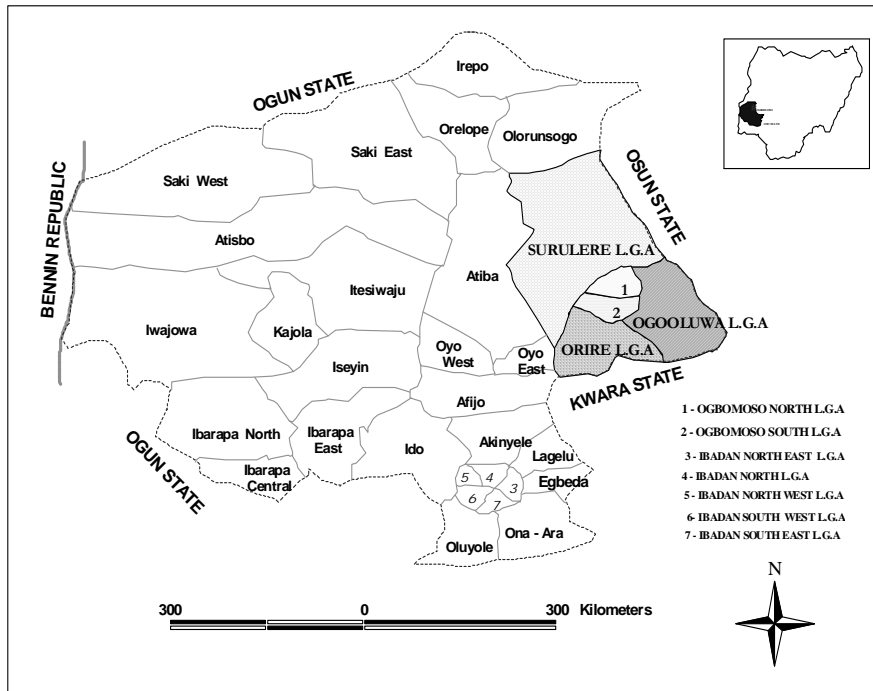 Irepo
OGUN STATE
Orelope
Olorunsogo
Saki East
Saki West
OSUN STATE
BENNIN REPUBLIC
Atisbo
SURULERE L.G.A
Atiba
Itesiwaju
1
2
OGOOLUWA L.G.A
Iwajowa
Kajola
ORIRE L.G.A
Oyo
West
Oyo
East
Iseyin
KWARA STATE
Afijo
OGUN STATE
Ibarapa North
Ibarapa
East
Ido
Akinyele
Lagelu
Ibarapa
Central
5
4
3
Egbeda
6
7
Oluyole
Ona - Ara
1 - OGBOMOSO NORTH L.G.A
2 - OGBOMOSO SOUTH L.G.A
3 - IBADAN NORTH EAST L.G.A
4 - IBADAN NORTH L.G.A
5 - IBADAN NORTH WEST L.G.A
6- IBADAN SOUTH WEST L.G.A
7 - IBADAN SOUTH EAST L.G.A
N
300 0 300 Kilometers